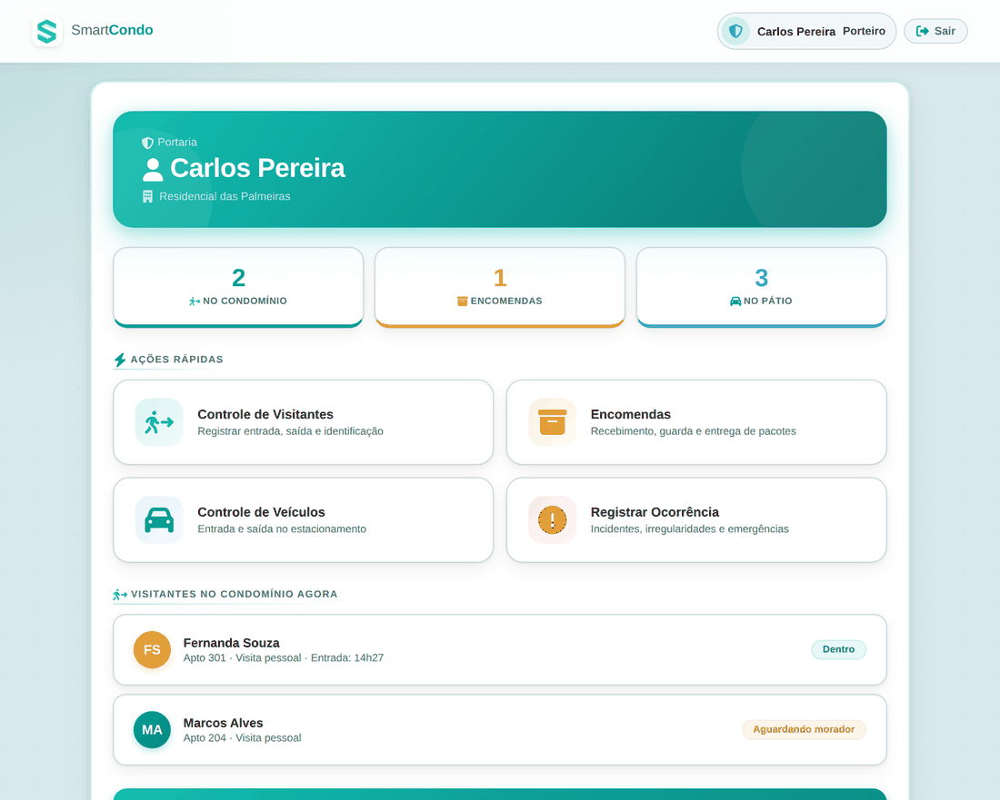 SmartCondo
Carlos Pereira Porteiro
Sair
Portaria
Carlos Pereira
Residencial das Palmeiras
2
NO CONDOMÍNIO
1
ENCOMENDAS
3
NO PÁTIO
AÇÕES RÁPIDAS
Controle de Visitantes
Registrar entrada, saída e identificação
Encomendas
Recebimento, guarda e entrega de pacotes
Controle de Veículos
Entrada e saída no estacionamento
Registrar Ocorrência
Incidentes, irregularidades e emergências
VISITANTES NO CONDOMÍNIO AGORA
FS
Fernanda Souza
Apto 301 · Visita pessoal · Entrada: 14h27
Dentro
MA
Marcos Alves
Apto 204 · Visita pessoal
Aguardando morador